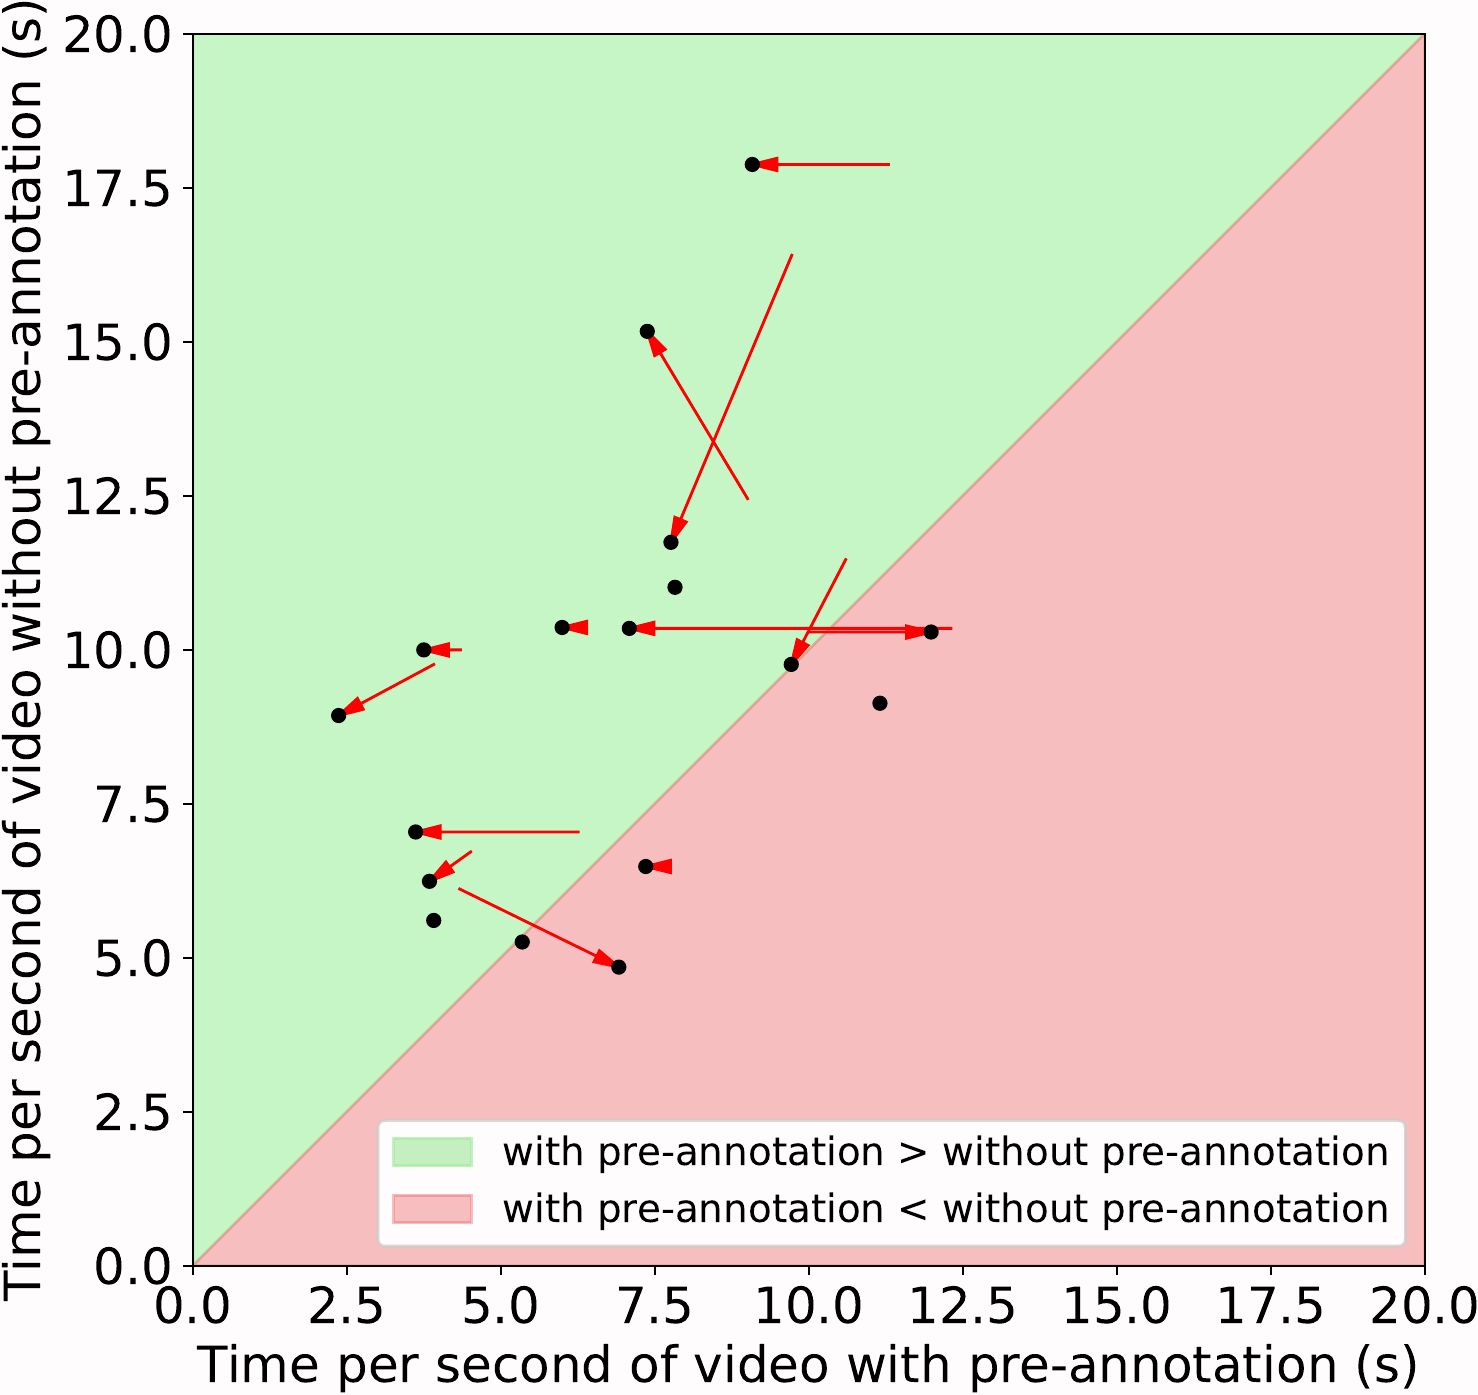 Time per second of video without pre-annotation (s)
20.0
17.5
15.0
12.5
10.0
7.5
5.0
2.5
0.0
with pre-annotation > without pre-annotation
with pre-annotation < without pre-annotation
0.0 2.5 5.0 7.5 10.0 12.5 15.0 17.5 20.0
Time per second of video with pre-annotation (s)